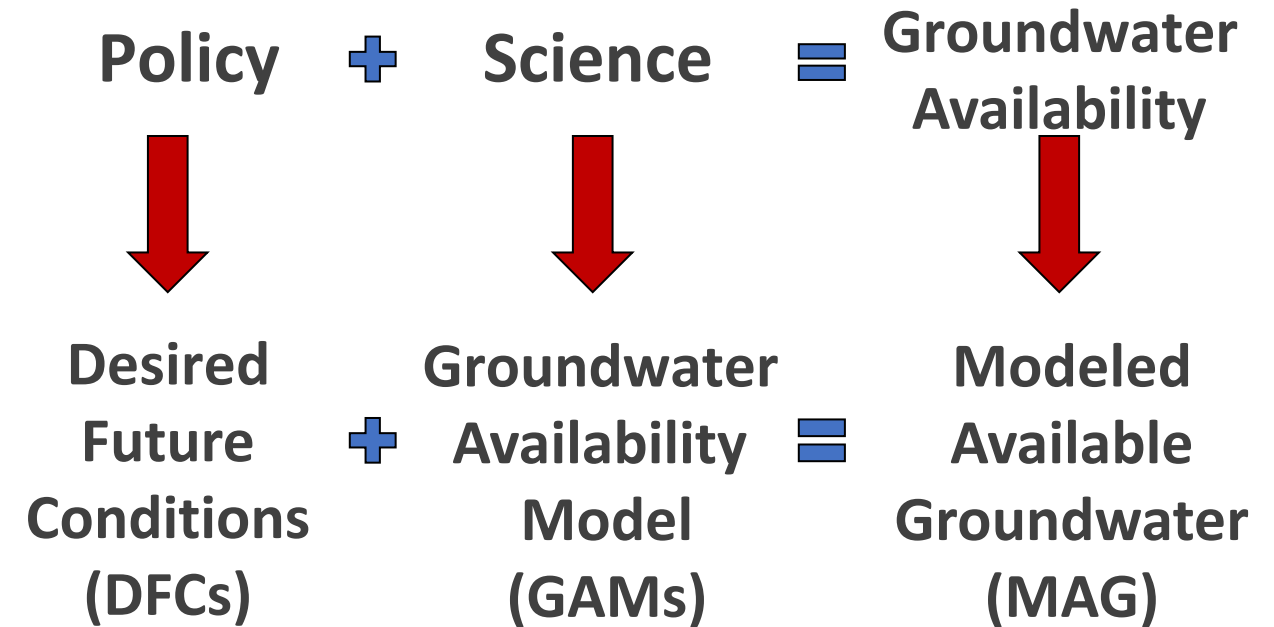 Policy
Science
Groundwater
Availability
Desired
Future
Conditions
(DFCs)
Groundwater
Availability
Model
(GAMs)
Modeled
Available
Groundwater
(MAG)